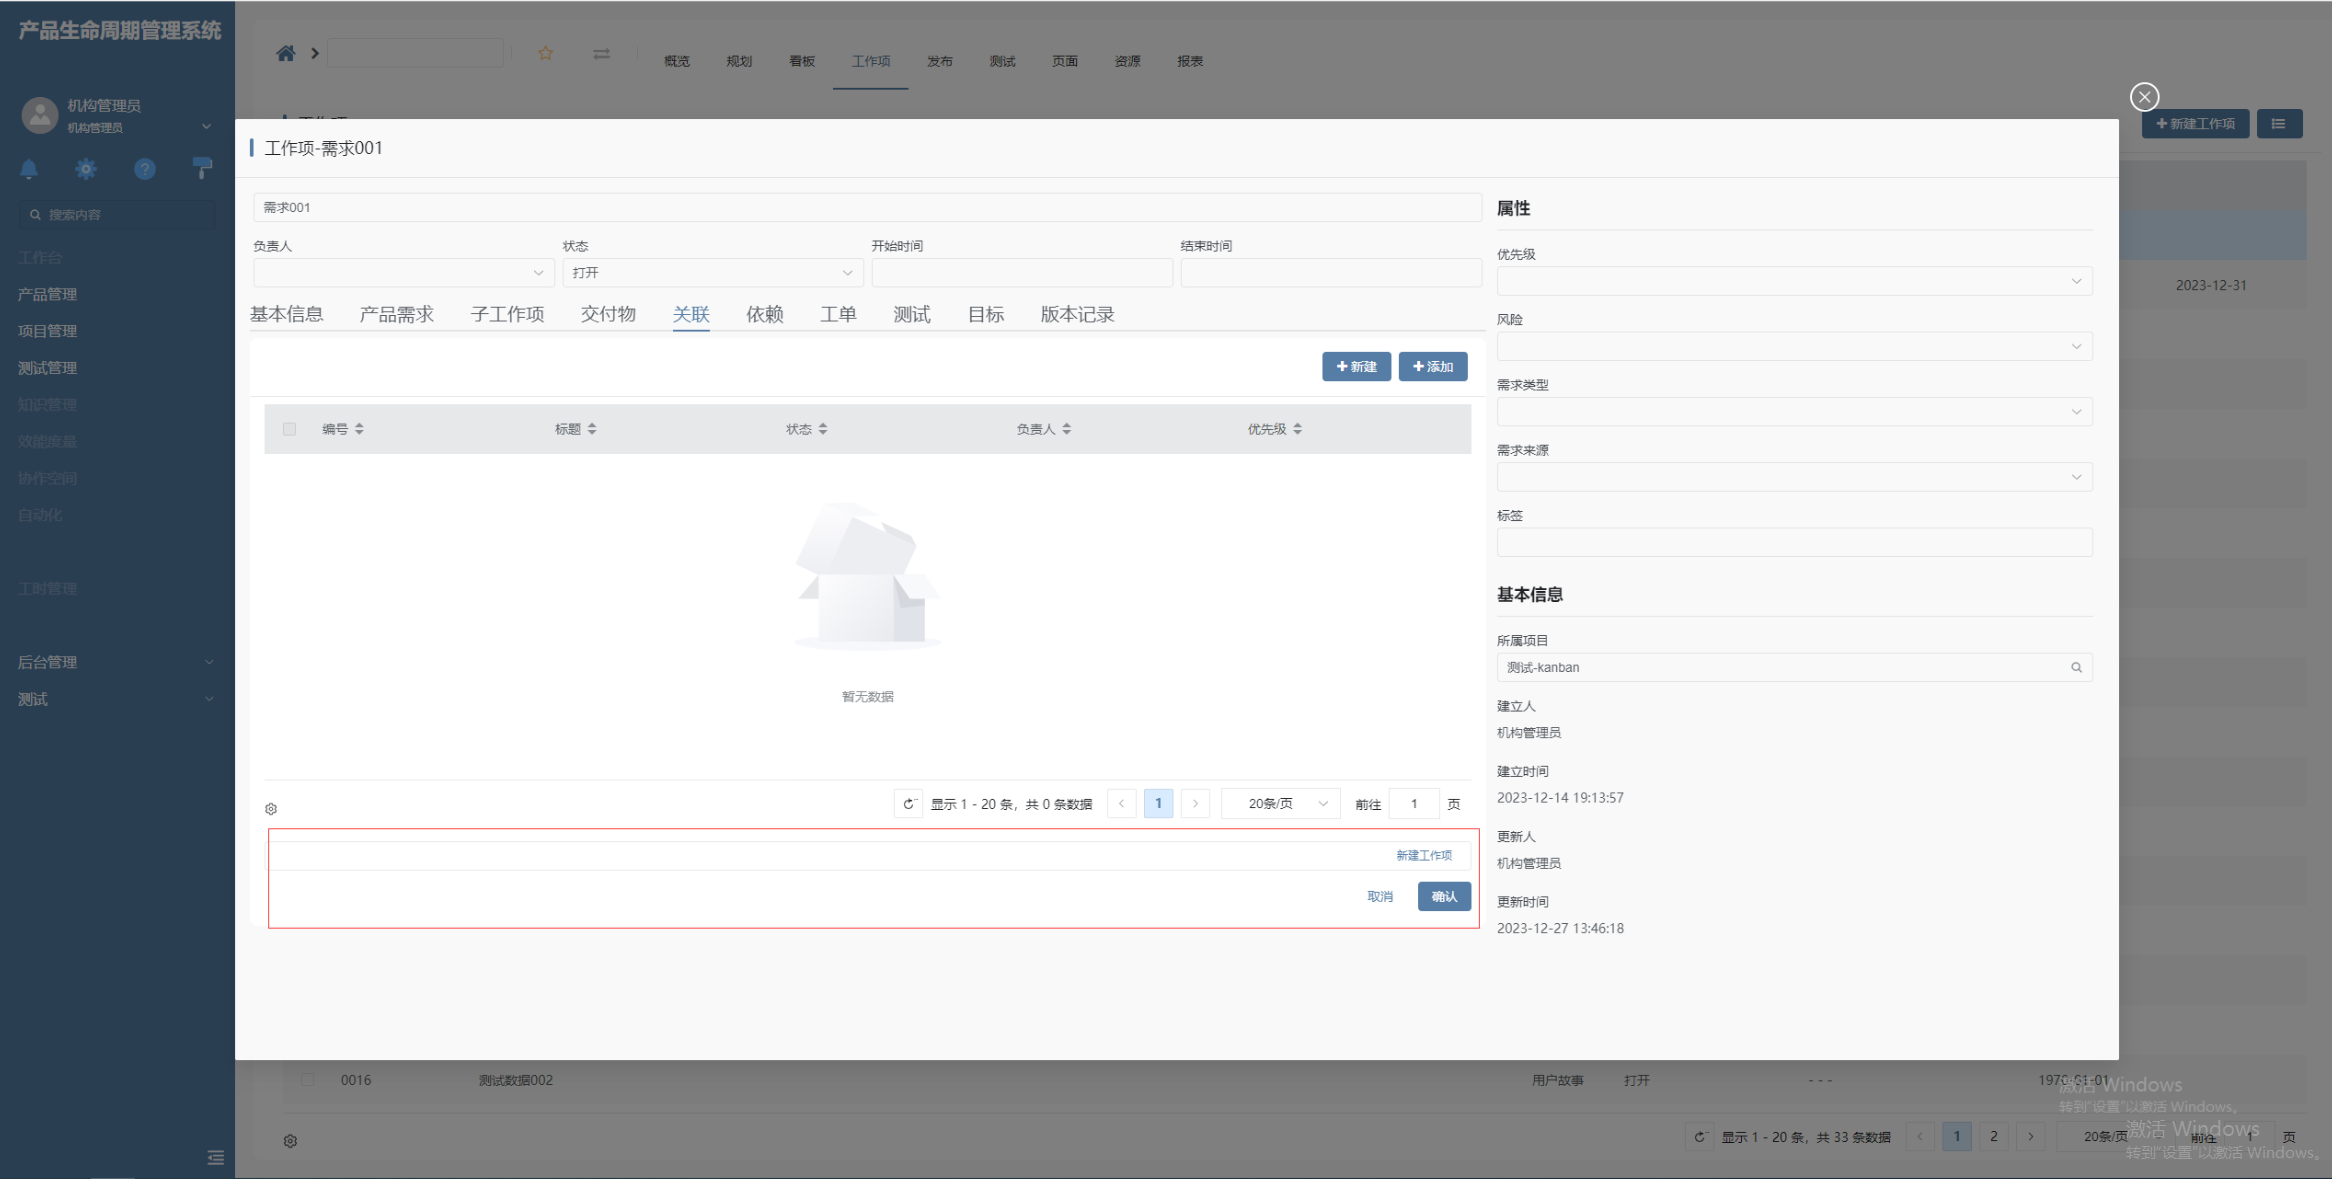 产品生命周期管理系统
机构管理员
机构管理员
搜索内容
工作台
产品管理
项目管理
测试管理
知识管理
效能度量
协作空间
自动化
工时管理
后台管理
测试
概览 规划 看板 工作项 发布 测试 页面 资源 报表
新建工作项
工作项-需求001
需求001
负责人 状态 开始时间 结束时间
打开
基本信息 产品需求 子工作项 交付物 关联 依赖 工单 测试 目标 版本记录
新建 添加
编号 标题 状态 负责人 优先级
暂无数据
显示 1 - 20 条，共 0 条数据 1 20条/页 前往 1 页
新建工作项
取消 确认
属性
优先级
风险
需求类型
需求来源
标签
基本信息
所属项目
测试-kanban
建立人
机构管理员
建立时间
2023-12-14 19:13:57
更新人
机构管理员
更新时间
2023-12-27 13:46:18
2023-12-31
0016 测试数据002 用户故事 打开 - - - 1970-01-01
显示 1 - 20 条，共 33 条数据 1 2 20条/页 前往 1 页
激活 Windows
转到"设置"以激活 Windows。
激活 Windows
转到"设置"以激活 Windows。